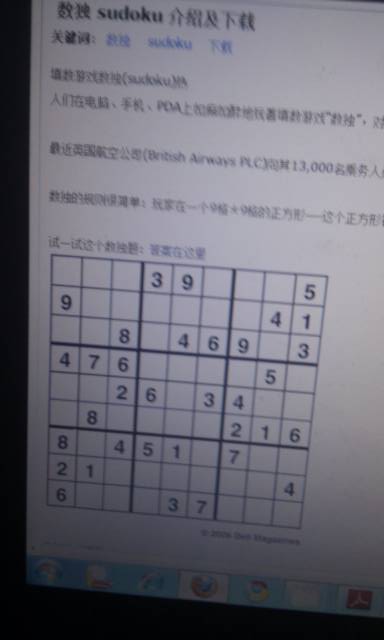 数独 sudoku 介绍及下载
关键词： 数独 sudoku 下载
填数游戏数独(sudoku)热
人们在电脑、手机、PDA上如痴如醉地玩着填数游戏"数独"，对
最近英国航空公司(British Airways PLC)向其13,000名乘务人
数独的规则很简单：玩家在一个9格*9格的正方形---这个正方形
试一试这个数独题：答案在这里
3 9 5
9 4 1
8 4 6 9 3
4 7 6 5
2 6 3 4
8 2 1 6
8 4 5 1 7
2 1 4
6 3 7
© 2005 Dell Magazines